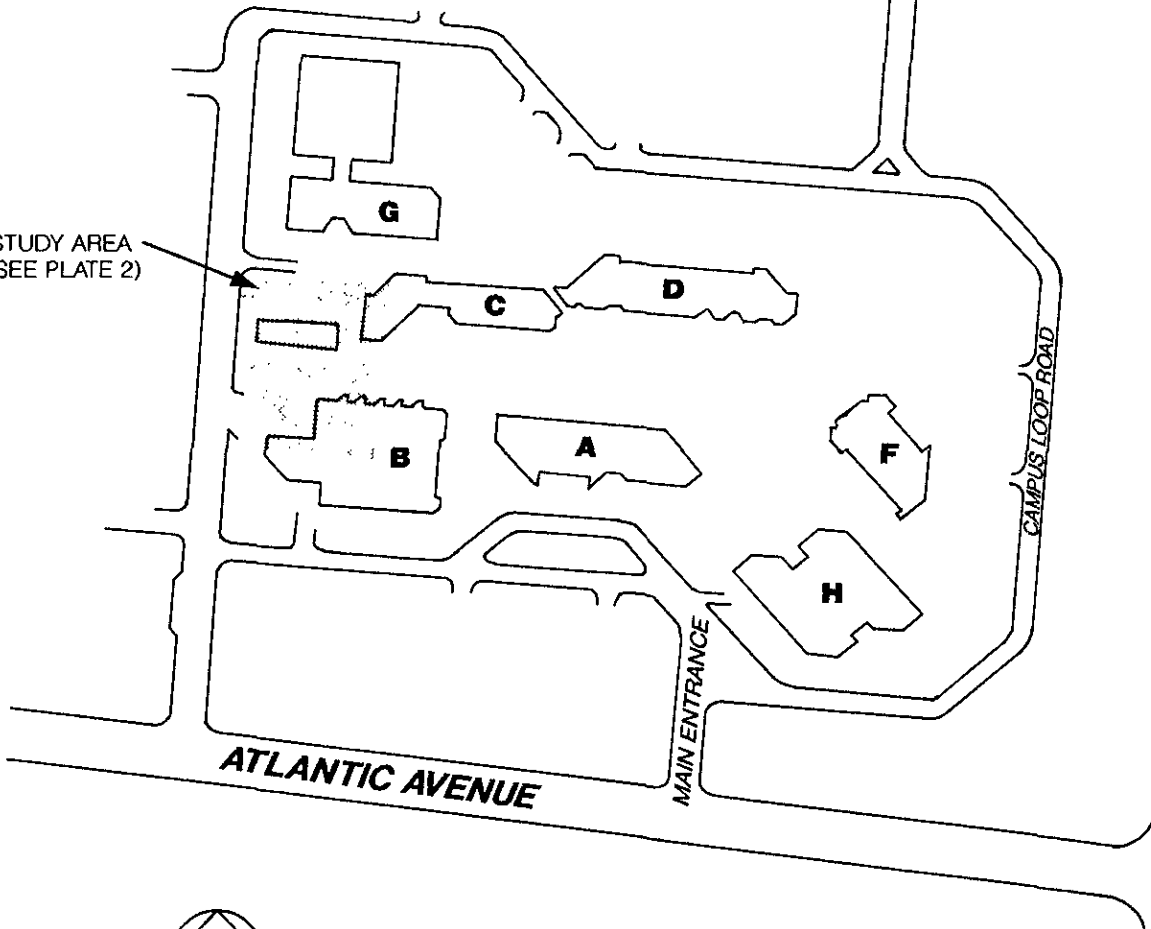 G
STUDY AREA
(SEE PLATE 2)
D
C
CAMPUS LOOP ROAD
A
B
F
H
MAIN ENTRANCE
ATLANTIC AVENUE